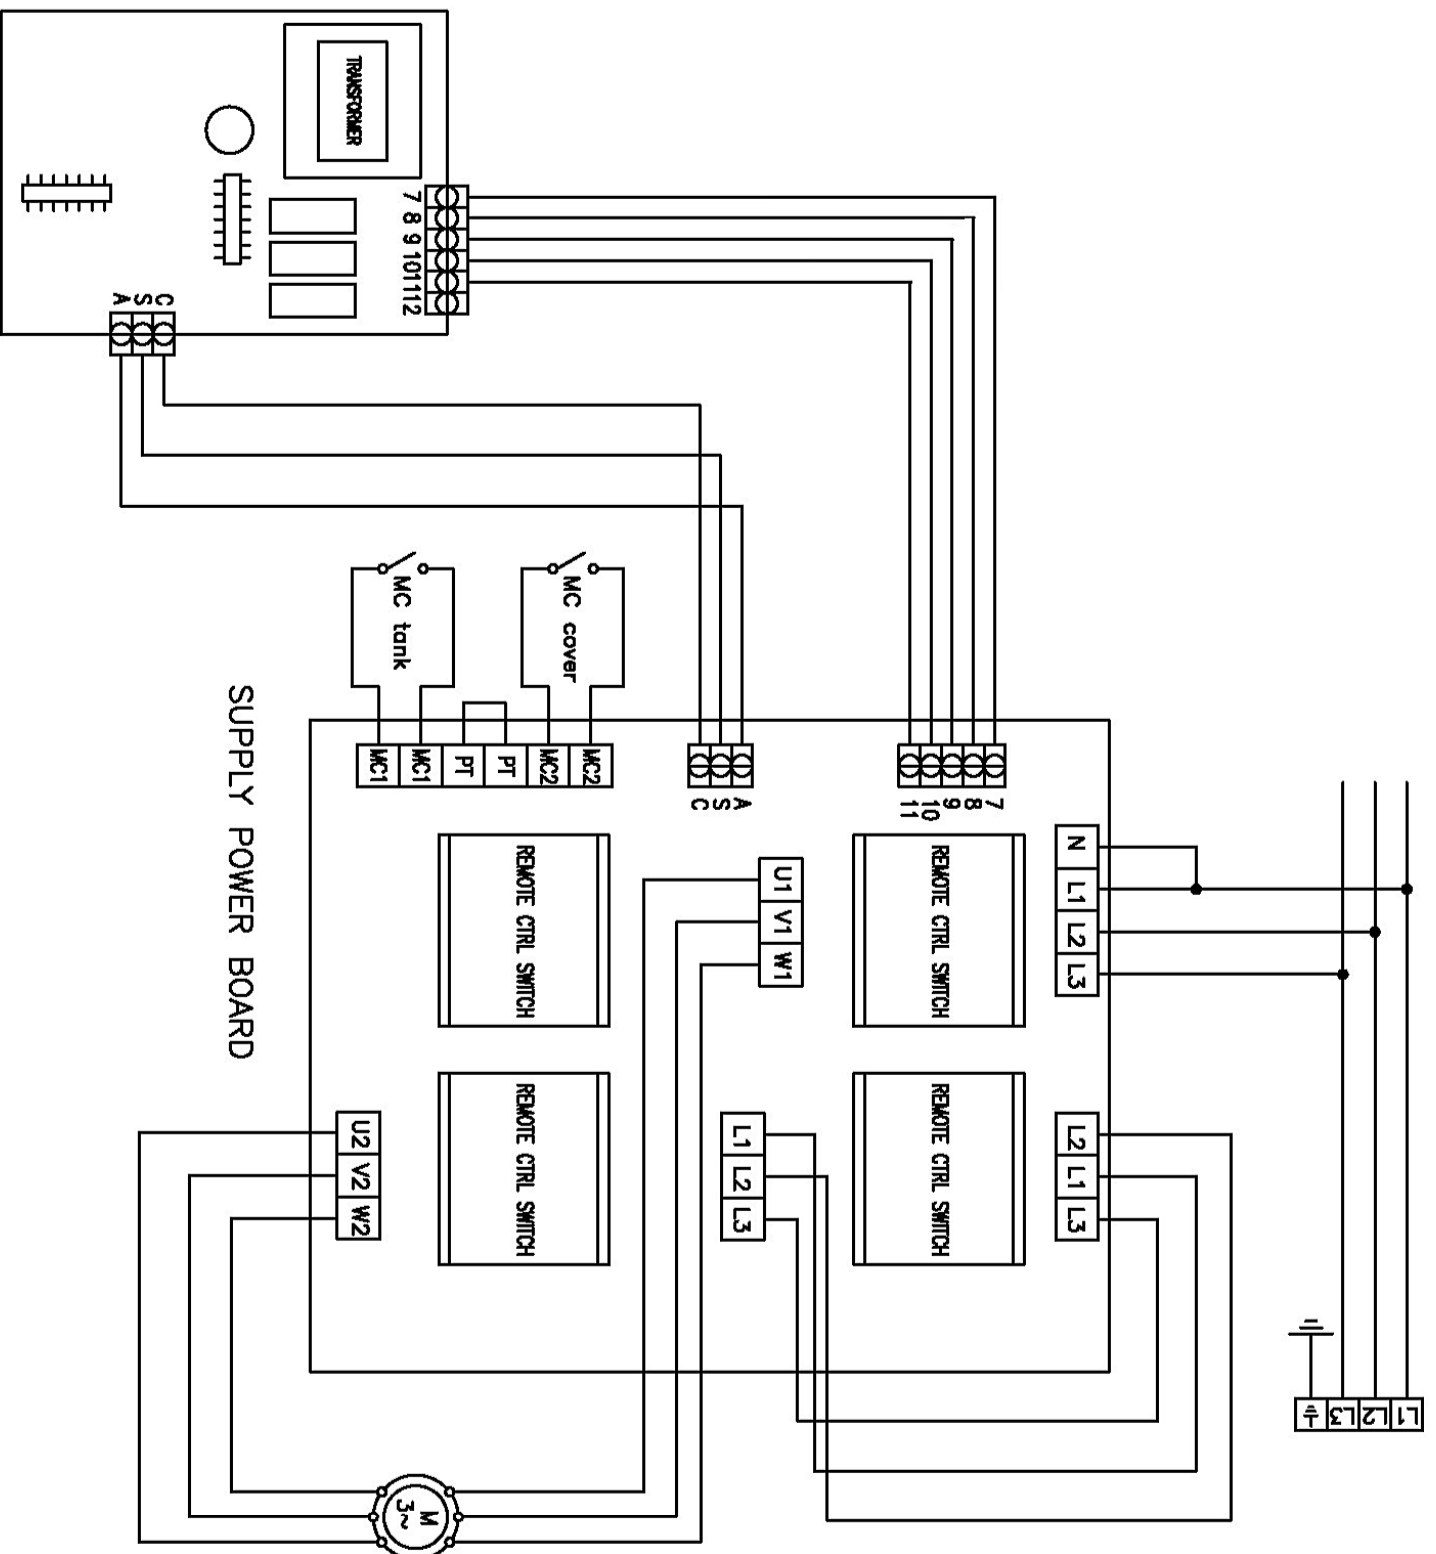 TRANSFORMER
7 8 9 10 11 12
A S C
MC tank
MC cover
MC1 MC1 PT PT MC2 MC2
C S A
11 10 9 8 7
N
L1
L2
L3
REMOTE CTRL SWITCH
REMOTE CTRL SWITCH
U1
V1
W1
SUPPLY POWER BOARD
REMOTE CTRL SWITCH
REMOTE CTRL SWITCH
U2
V2
W2
L1
L2
L3
L2
L1
L3
L3 L2 L1
M
3~